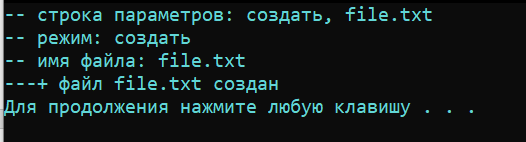 -- строка параметров: создать, file.txt
-- режим: создать
-- имя файла: file.txt
---+ файл file.txt создан
Для продолжения нажмите любую клавишу . . .